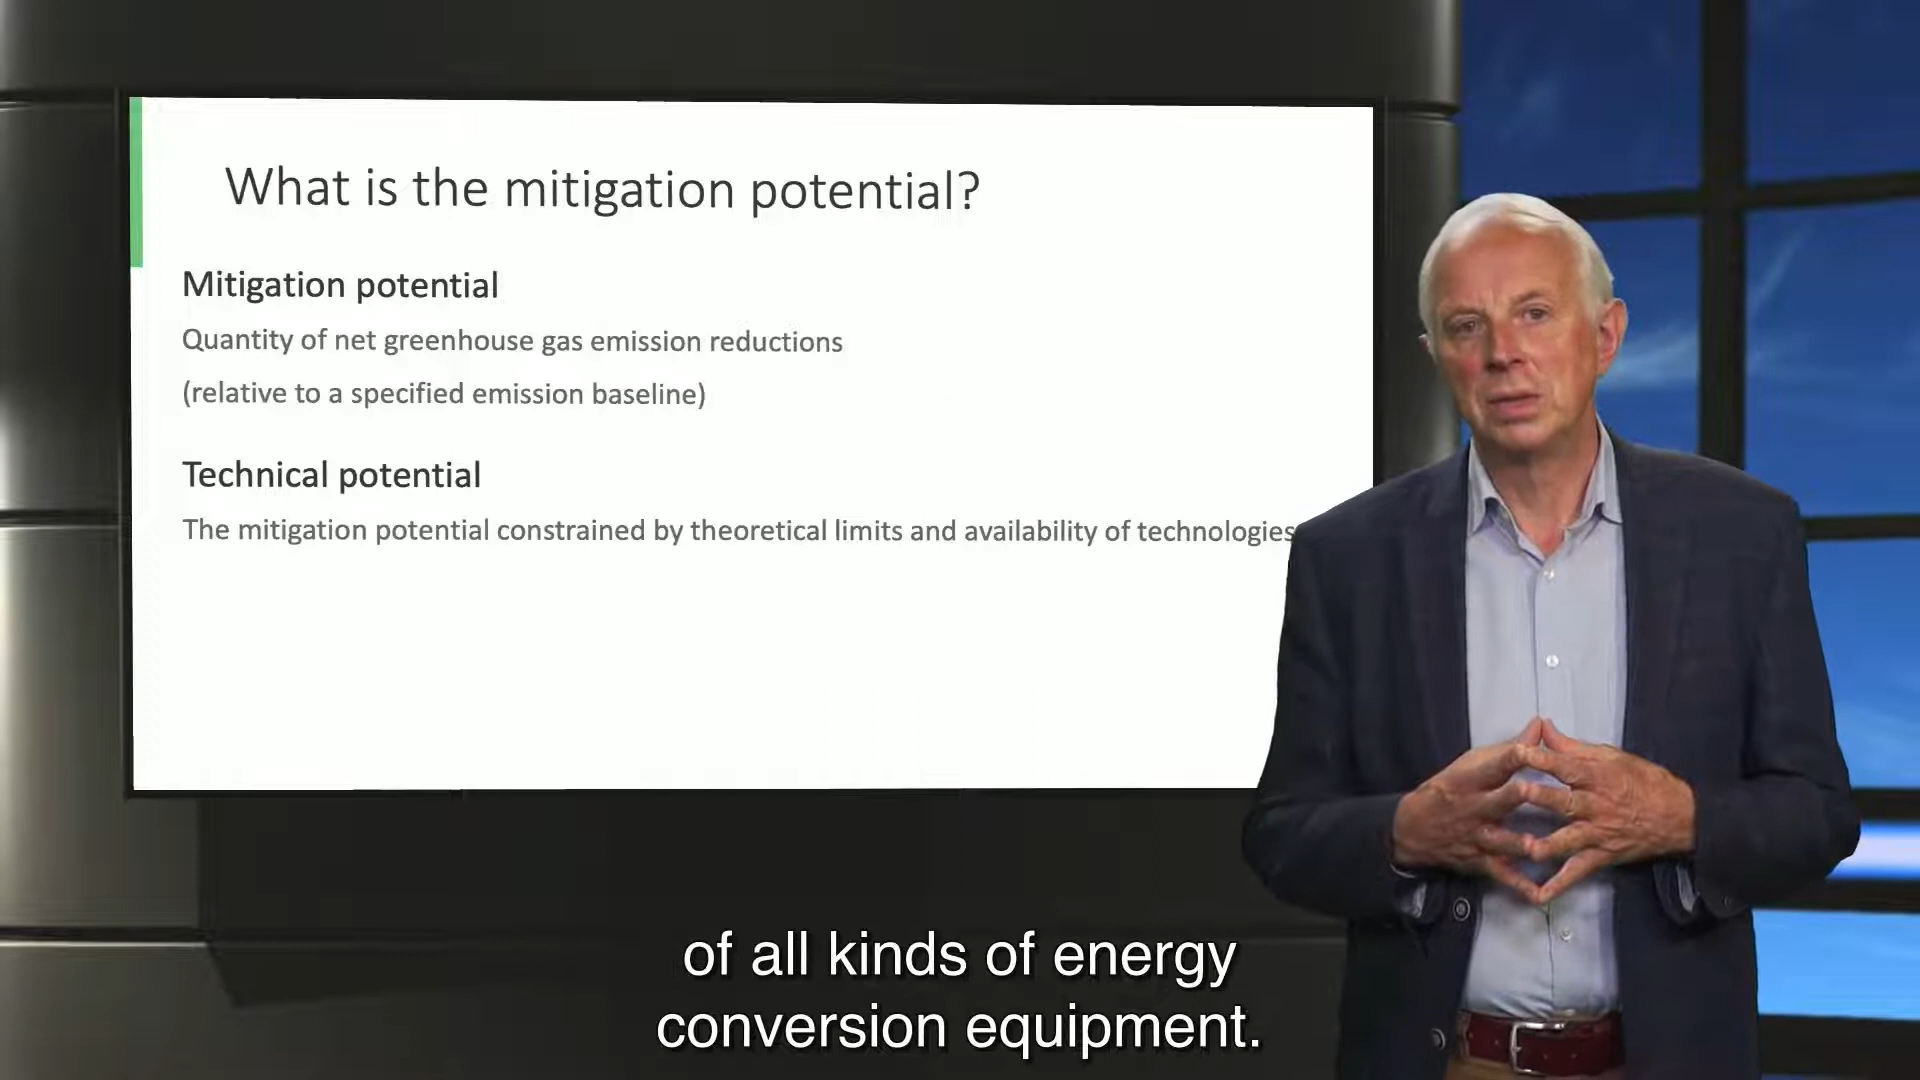 What is the mitigation potential?
Mitigation potential
Quantity of net greenhouse gas emission reductions
(relative to a specified emission baseline)
Technical potential
The mitigation potential constrained by theoretical limits and availability of technologies
of all kinds of energy
conversion equipment.